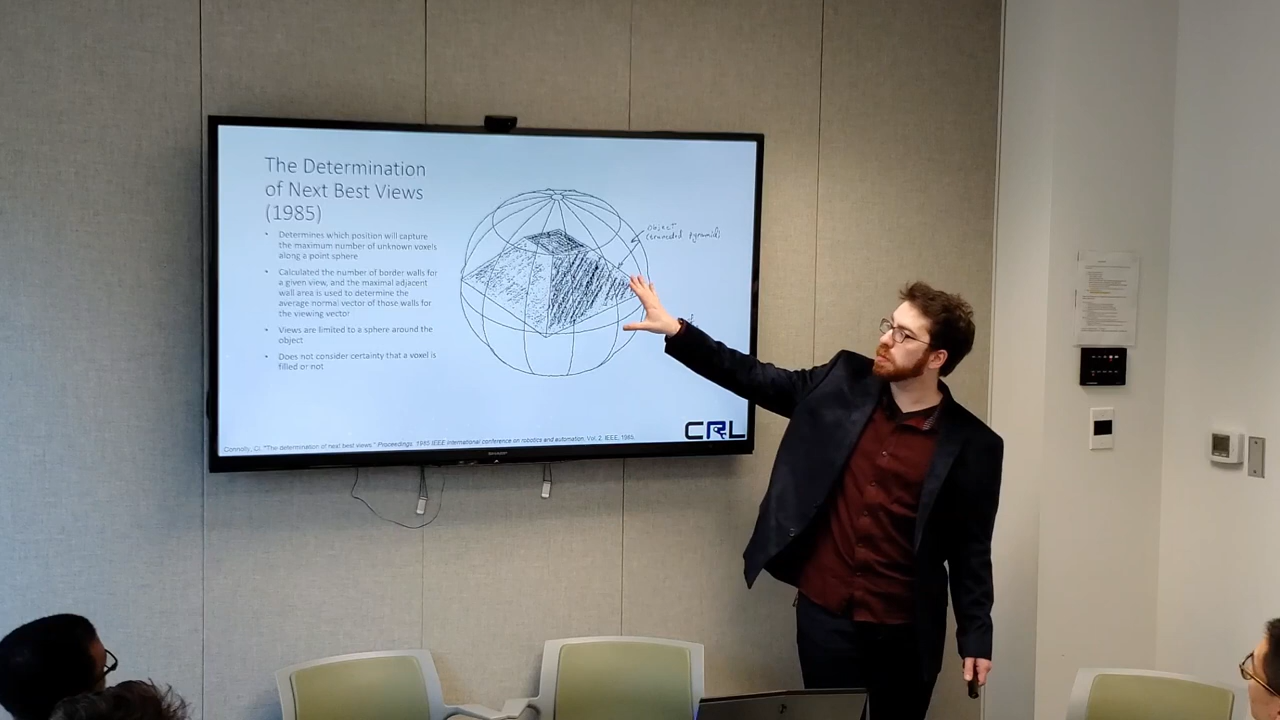 The Determination
of Next Best Views
(1985)
• Determines which position will capture
the maximum number of unknown voxels
along a point sphere
• Calculated the number of border walls for
a given view, and the maximal adjacent
wall area is used to determine the
average normal vector of those walls for
the viewing vector
• Views are limited to a sphere around the
object
• Does not consider certainty that a voxel is
filled or not
object
(truncated pyramid)
CRL
Connolly, Cl. "The determination of next best views." Proceedings. 1985 IEEE international conference on robotics and automation. Vol. 2. IEEE, 1985.
SHARP